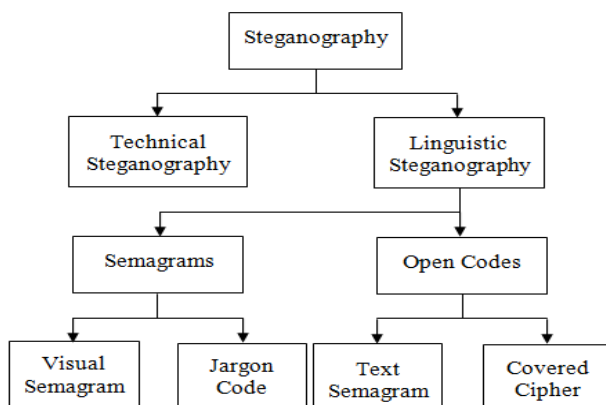 Steganography
Technical
Steganography
Linguistic
Steganography
Semagrams
Open Codes
Visual
Semagram
Jargon
Code
Text
Semagram
Covered
Cipher